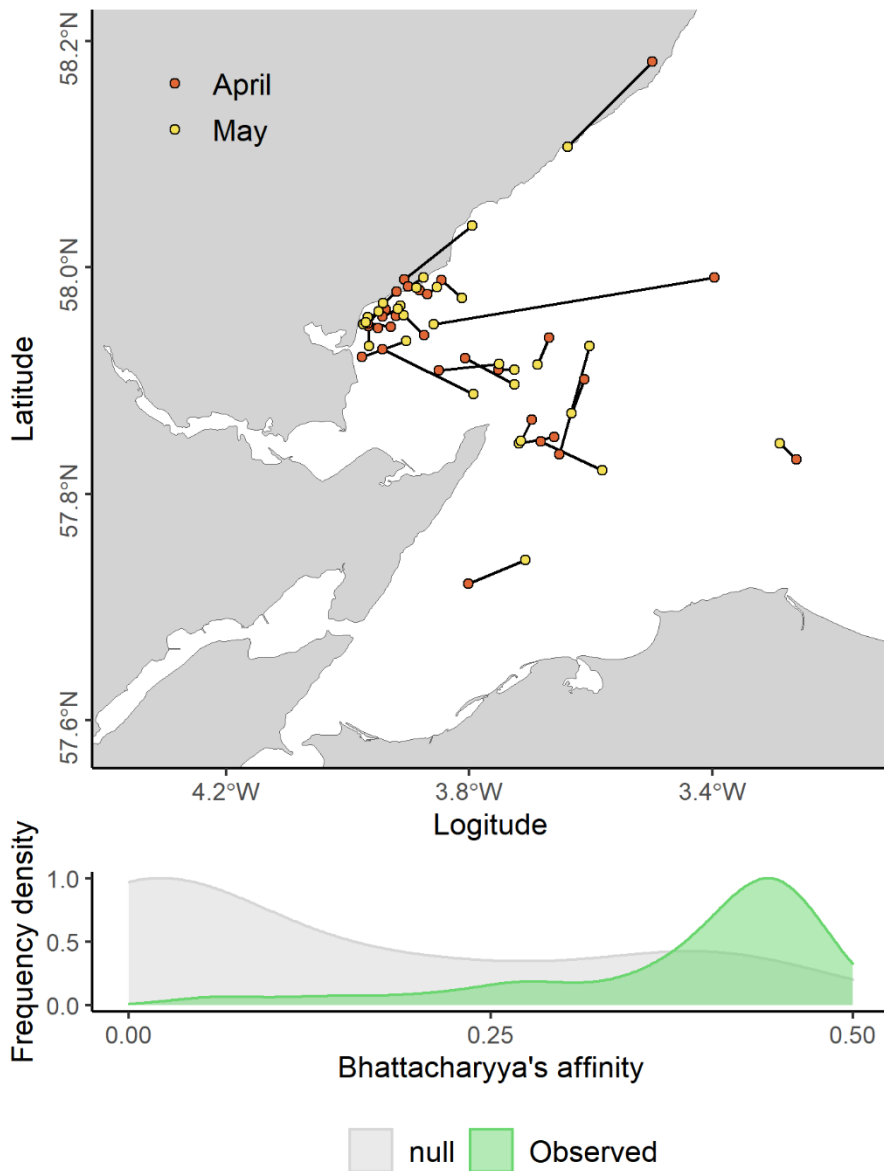 58.2°N
April
May
58.0°N
Latitude
57.8°N
57.6°N
4.2°W 3.8°W 3.4°W
Logitude
Frequency density
1.0
0.5
0.0
0.00 0.25 0.50
Bhattacharyya's affinity
null Observed